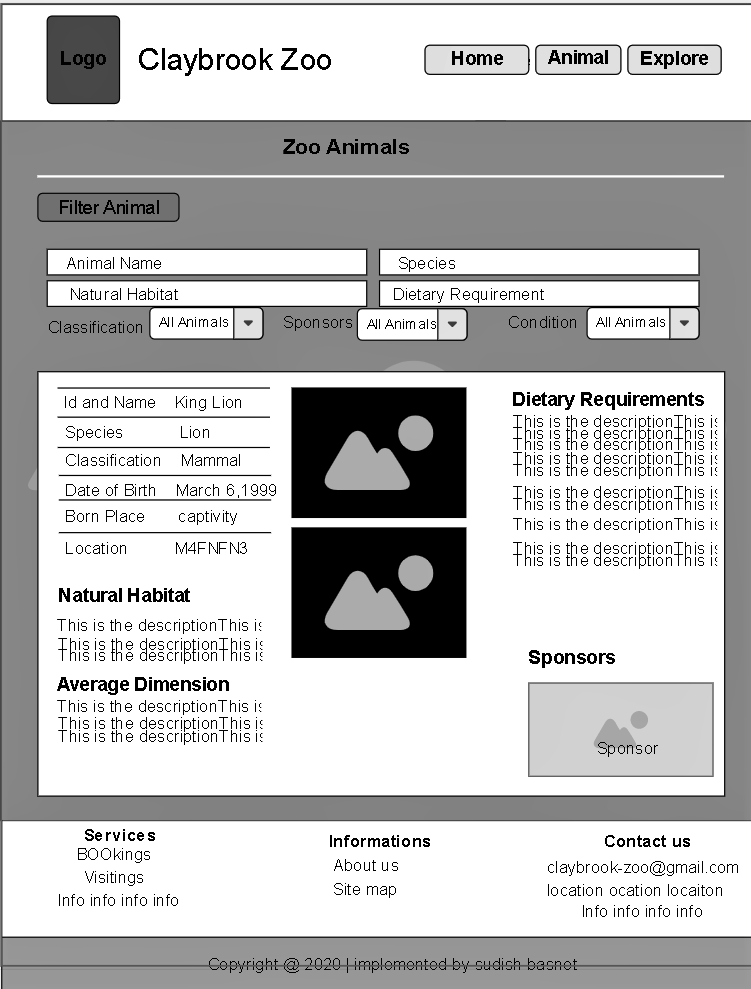 Logo
Claybrook Zoo
Home
Animal
Explore
Zoo Animals
Filter Animal
Animal Name
Species
Natural Habitat
Dietary Requirement
Classification All Animals
Sponsors All Animals
Condition All Animals
Id and Name King Lion
Species Lion
Classification Mammal
Date of Birth March 6,1999
Born Place captivity
Location M4FNFN3
Natural Habitat
This is the descriptionThis is
This is the descriptionThis is
This is the descriptionThis is
Average Dimension
This is the descriptionThis is
This is the descriptionThis is
This is the descriptionThis is
Dietary Requirements
This is the descriptionThis is
This is the descriptionThis is
This is the descriptionThis is
This is the descriptionThis is
This is the descriptionThis is
This is the descriptionThis is
This is the descriptionThis is
This is the descriptionThis is
This is the descriptionThis is
This is the descriptionThis is
Sponsors
Sponsor
Services
BOOkings
Visitings
Info info info info
Informations
About us
Site map
Contact us
claybrook-zoo@gmail.com
location ocation locaiton
Info info info info
Copyright @ 2020 | implemented by sudish basnet